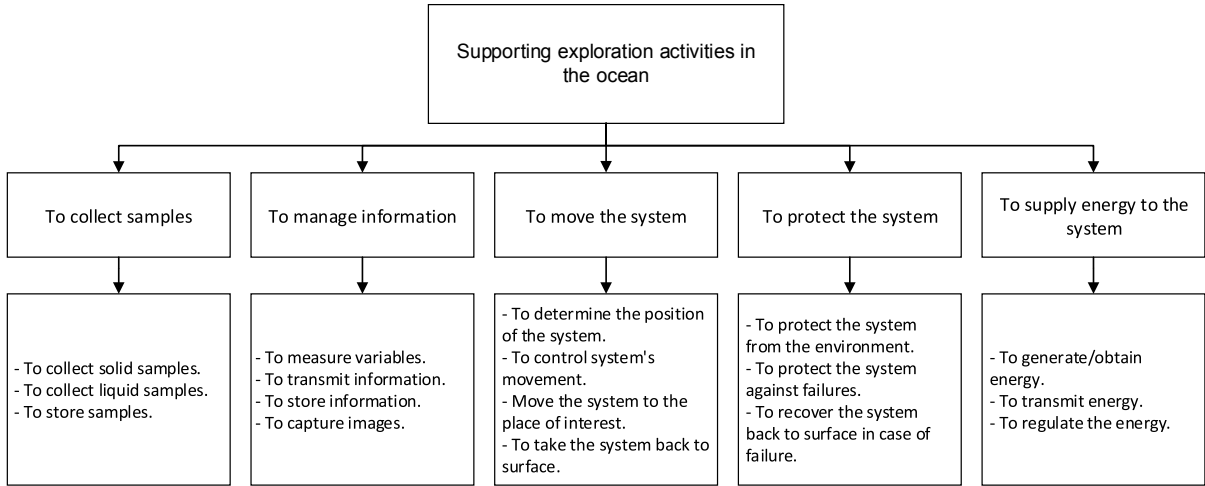 Supporting exploration activities in
the ocean
To collect samples
To manage information
To move the system
To protect the system
To supply energy to the
system
- To collect solid samples.
- To collect liquid samples.
- To store samples.
- To measure variables.
- To transmit information.
- To store information.
- To capture images.
- To determine the position
of the system.
- To control system's
movement.
- Move the system to the
place of interest.
- To take the system back to
surface.
- To protect the system
from the environment.
- To protect the system
against failures.
- To recover the system
back to surface in case of
failure.
- To generate/obtain
energy.
- To transmit energy.
- To regulate the energy.